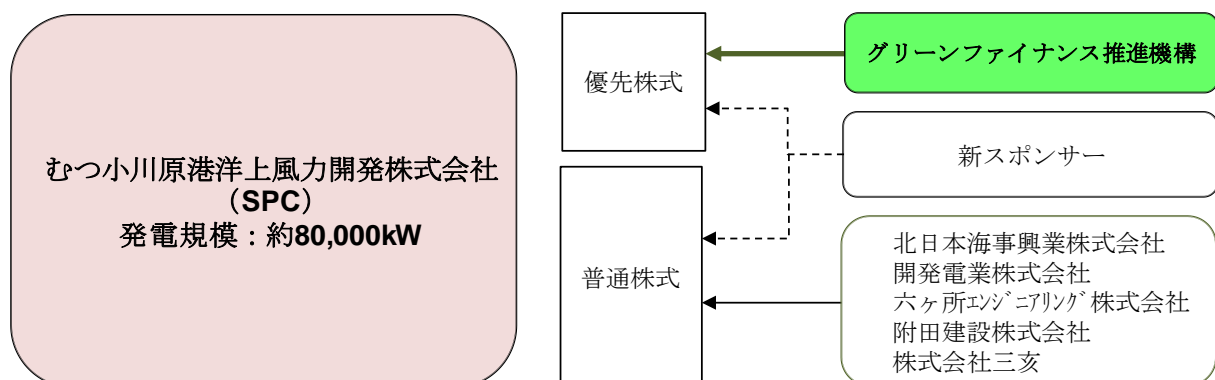 むつ小川原港洋上風力開発株式会社
（SPC）
発電規模：約80,000kW
優先株式
普通株式
グリーンファイナンス推進機構
新スポンサー
北日本海事興業株式会社
開発電業株式会社
六ヶ所ｴﾝｼﾞﾆｱﾘﾝｸﾞ株式会社
附田建設株式会社
株式会社三亥